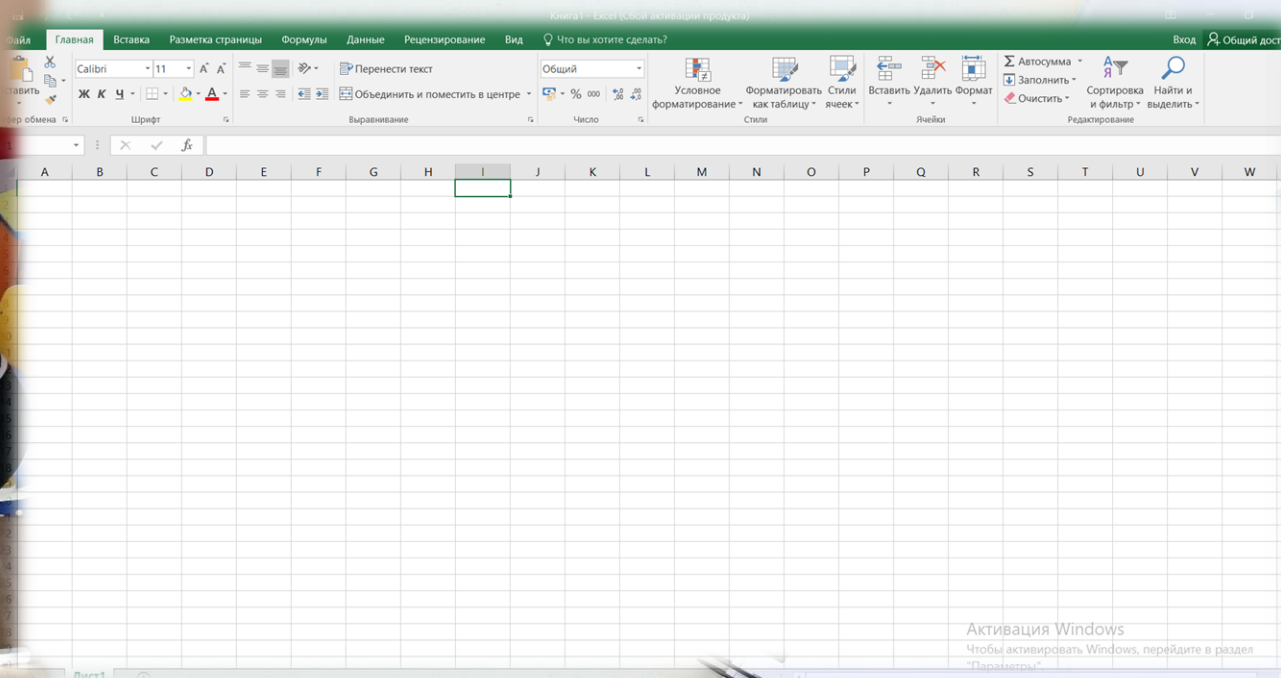 Книга1 - Excel (Сбой активации продукта)
Файл Главная Вставка Разметка страницы Формулы Данные Рецензирование Вид Что вы хотите сделать? Вход Общий дост
Calibri 11 Перенести текст Общий Автосумма
Ж К Ч Объединить и поместить в центре % 000 Условное форматирование Форматировать как таблицу Стили ячеек Вставить Удалить Формат Заполнить Очистить Сортировка и фильтр Найти и выделить
Шрифт Выравнивание Число Стили Ячейки Редактирование
fx
A B C D E F G H I J K L M N O P Q R S T U V W
Активация Windows
Чтобы активировать Windows, перейдите в раздел
"Параметры".
Лист1